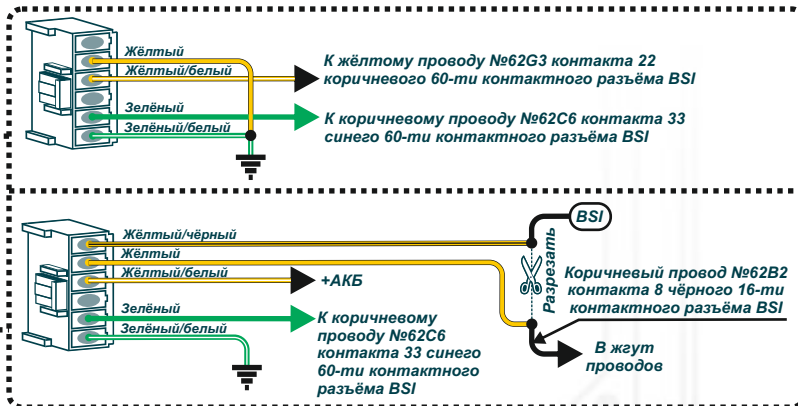 Жёлтый
Жёлтый/белый
К жёлтому проводу №62G3 контакта 22
коричневого 60-ти контактного разъёма BSI
Зелёный
Зелёный/белый
К коричневому проводу №62C6 контакта 33
синего 60-ти контактного разъёма BSI
Жёлтый/чёрный
Жёлтый
Жёлтый/белый
+АКБ
Зелёный
Зелёный/белый
К коричневому
проводу №62C6
контакта 33 синего
60-ти контактного
разъёма BSI
BSI
Разрезать
Коричневый провод №62B2
контакта 8 чёрного 16-ти
контактного разъёма BSI
В жгут
проводов